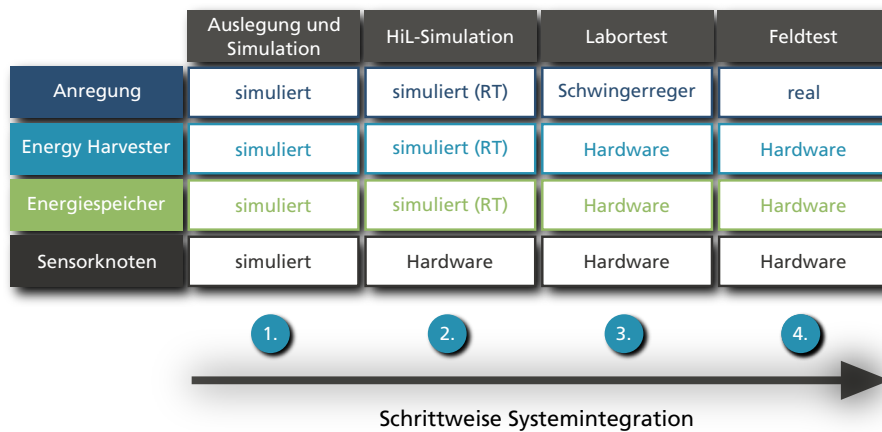 Auslegung und
Simulation
HiL-Simulation
Labortest
Feldtest
Anregung
simuliert
simuliert (RT)
Schwingerreger
real
Energy Harvester
simuliert
simuliert (RT)
Hardware
Hardware
Energiespeicher
simuliert
simuliert (RT)
Hardware
Hardware
Sensorknoten
simuliert
Hardware
Hardware
Hardware
1.
2.
3.
4.
Schrittweise Systemintegration